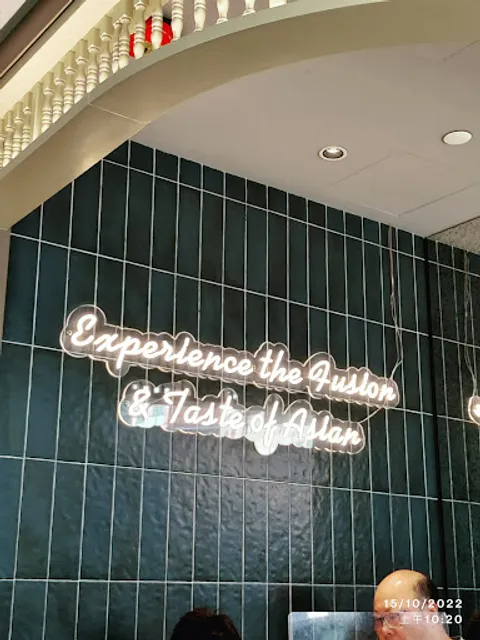 Experience the Fusion
& Taste of Asian
15/10/2022
上午10:20